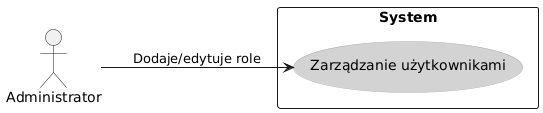 System
Dodaje/edytuje role
Zarządzanie użytkownikami
Administrator